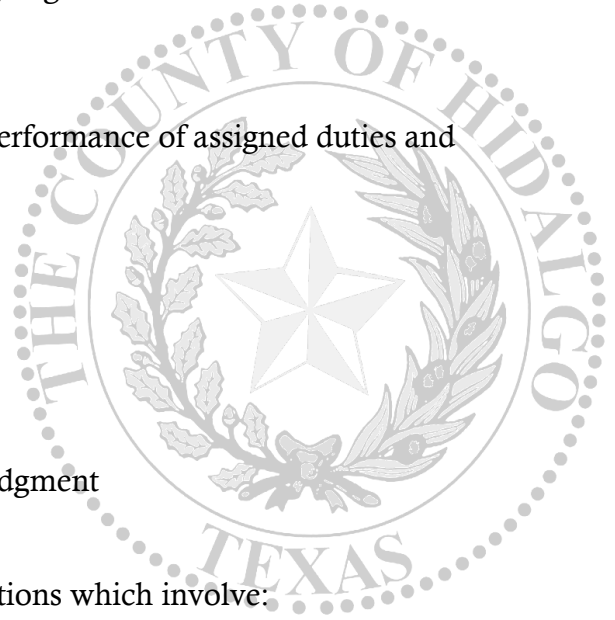 THE COUNTY OF HIDALGO
erformance of assigned duties and
dgment
TEXAS
tions which involve: